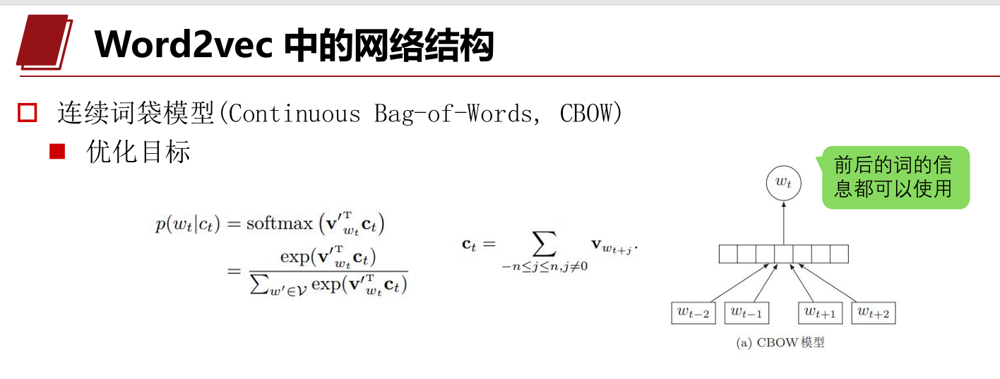 Word2vec 中的网络结构
连续词袋模型(Continuous Bag-of-Words, CBOW)
优化目标
前后的词的信
息都可以使用
p(w_t|c_t) = softmax (v'^T_{w_t} c_t)
= exp(v'^T_{w_t} c_t) / ∑_{w'∈V} exp(v'^T_{w_t} c_t)
c_t = ∑_{-n≤j≤n, j≠0} v_{w_{t+j}}.
w_t
w_{t-2} w_{t-1} w_{t+1} w_{t+2}
(a) CBOW 模型